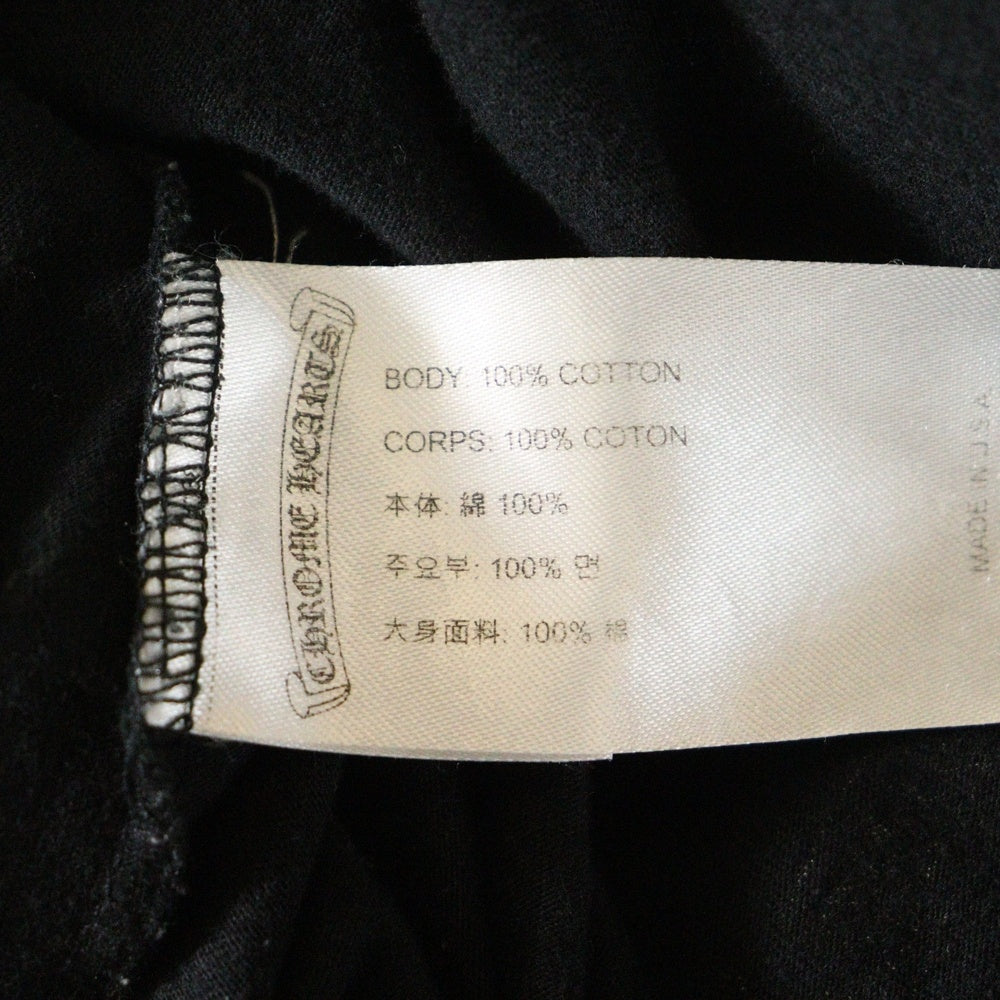 CHROME HEARTS
BODY: 100% COTTON
CORPS: 100% COTON
本体: 綿 100%
주요부: 100% 면
大身面料: 100% 棉
MADE IN U.S.A.